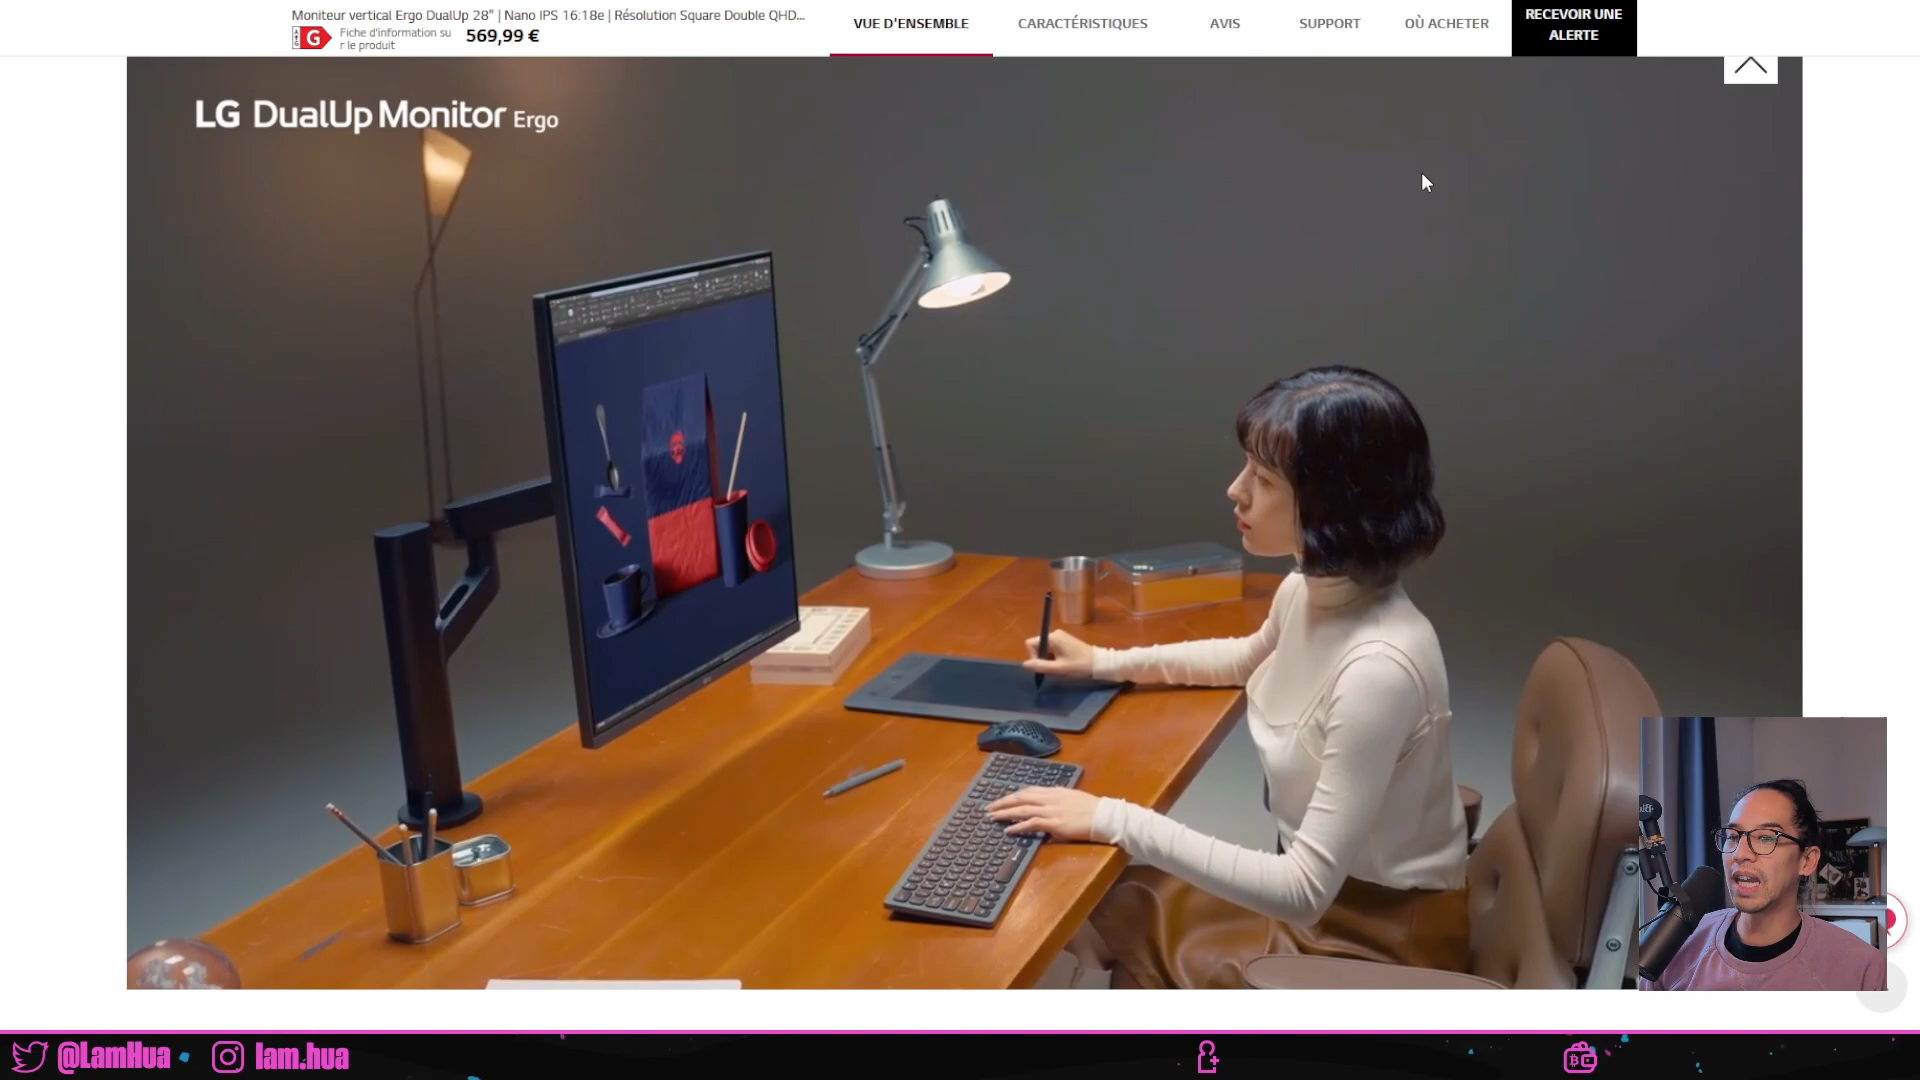 Moniteur vertical Ergo DualUp 28" | Nano IPS 16:18e | Résolution Square Double QHD...
G
Fiche d'information su
r le produit
569,99 €
VUE D'ENSEMBLE
CARACTÉRISTIQUES
AVIS
SUPPORT
OÙ ACHETER
RECEVOIR UNE
ALERTE
LG DualUp Monitor Ergo
@LamHua
lam.hua